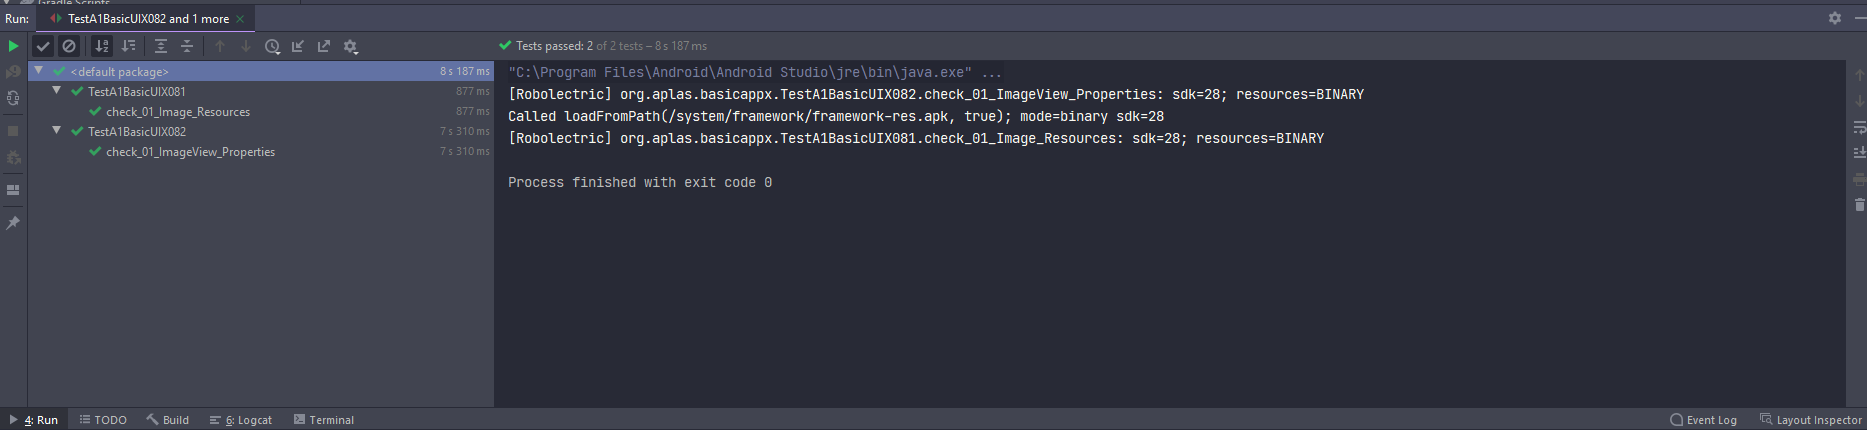 Gradle Scripts
Run: TestA1BasicUIX082 and 1 more
Tests passed: 2 of 2 tests – 8 s 187 ms
<default package> 8 s 187 ms
TestA1BasicUIX081 877 ms
check_01_Image_Resources 877 ms
TestA1BasicUIX082 7 s 310 ms
check_01_ImageView_Properties 7 s 310 ms
"C:\Program Files\Android\Android Studio\jre\bin\java.exe" ...
[Robolectric] org.aplas.basicappx.TestA1BasicUIX082.check_01_ImageView_Properties: sdk=28; resources=BINARY
Called loadFromPath(/system/framework/framework-res.apk, true); mode=binary sdk=28
[Robolectric] org.aplas.basicappx.TestA1BasicUIX081.check_01_Image_Resources: sdk=28; resources=BINARY
Process finished with exit code 0
4: Run TODO Build 6: Logcat Terminal Event Log Layout Inspector